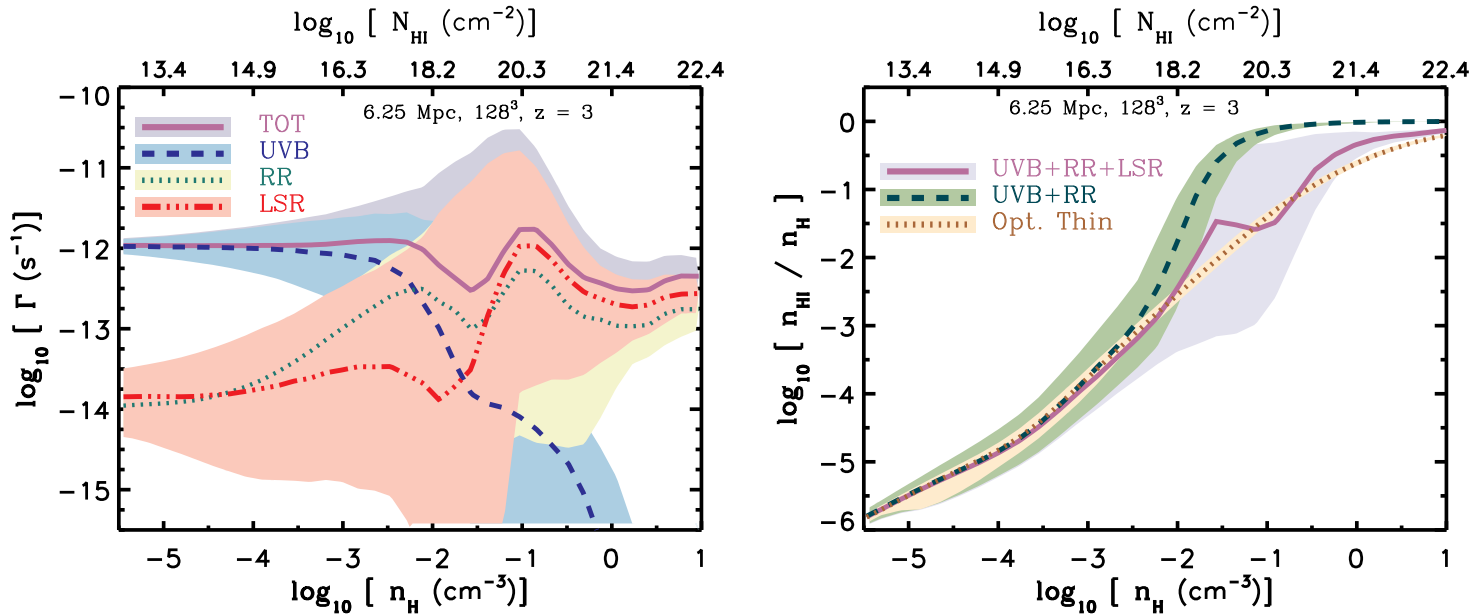 log₁₀ [ N_HI (cm⁻²) ]
13.4 14.9 16.3 18.2 20.3 21.4 22.4
6.25 Mpc, 128³, z = 3
TOT
UVB
RR
LSR
log₁₀ [ Γ (s⁻¹)]
−10
−11
−12
−13
−14
−15
−5 −4 −3 −2 −1 0 1
log₁₀ [ n_H (cm⁻³) ]
log₁₀ [ N_HI (cm⁻²) ]
13.4 14.9 16.3 18.2 20.3 21.4 22.4
6.25 Mpc, 128³, z = 3
UVB+RR+LSR
UVB+RR
Opt. Thin
log₁₀ [ n_HI / n_H ]
0
−1
−2
−3
−4
−5
−6
−5 −4 −3 −2 −1 0 1
log₁₀ [ n_H (cm⁻³) ]